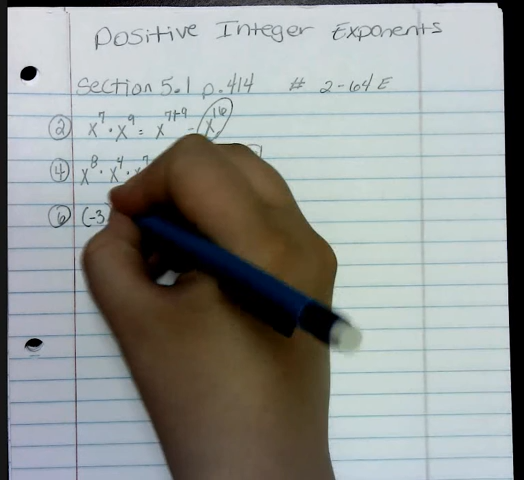 Positive Integer Exponents
Section 5.1 p.414 # 2-64 E
② x⁷ · x⁹ = x⁷⁺⁹ = x¹⁶
④ x⁸ · x⁴ · x⁷
⑥ (-3